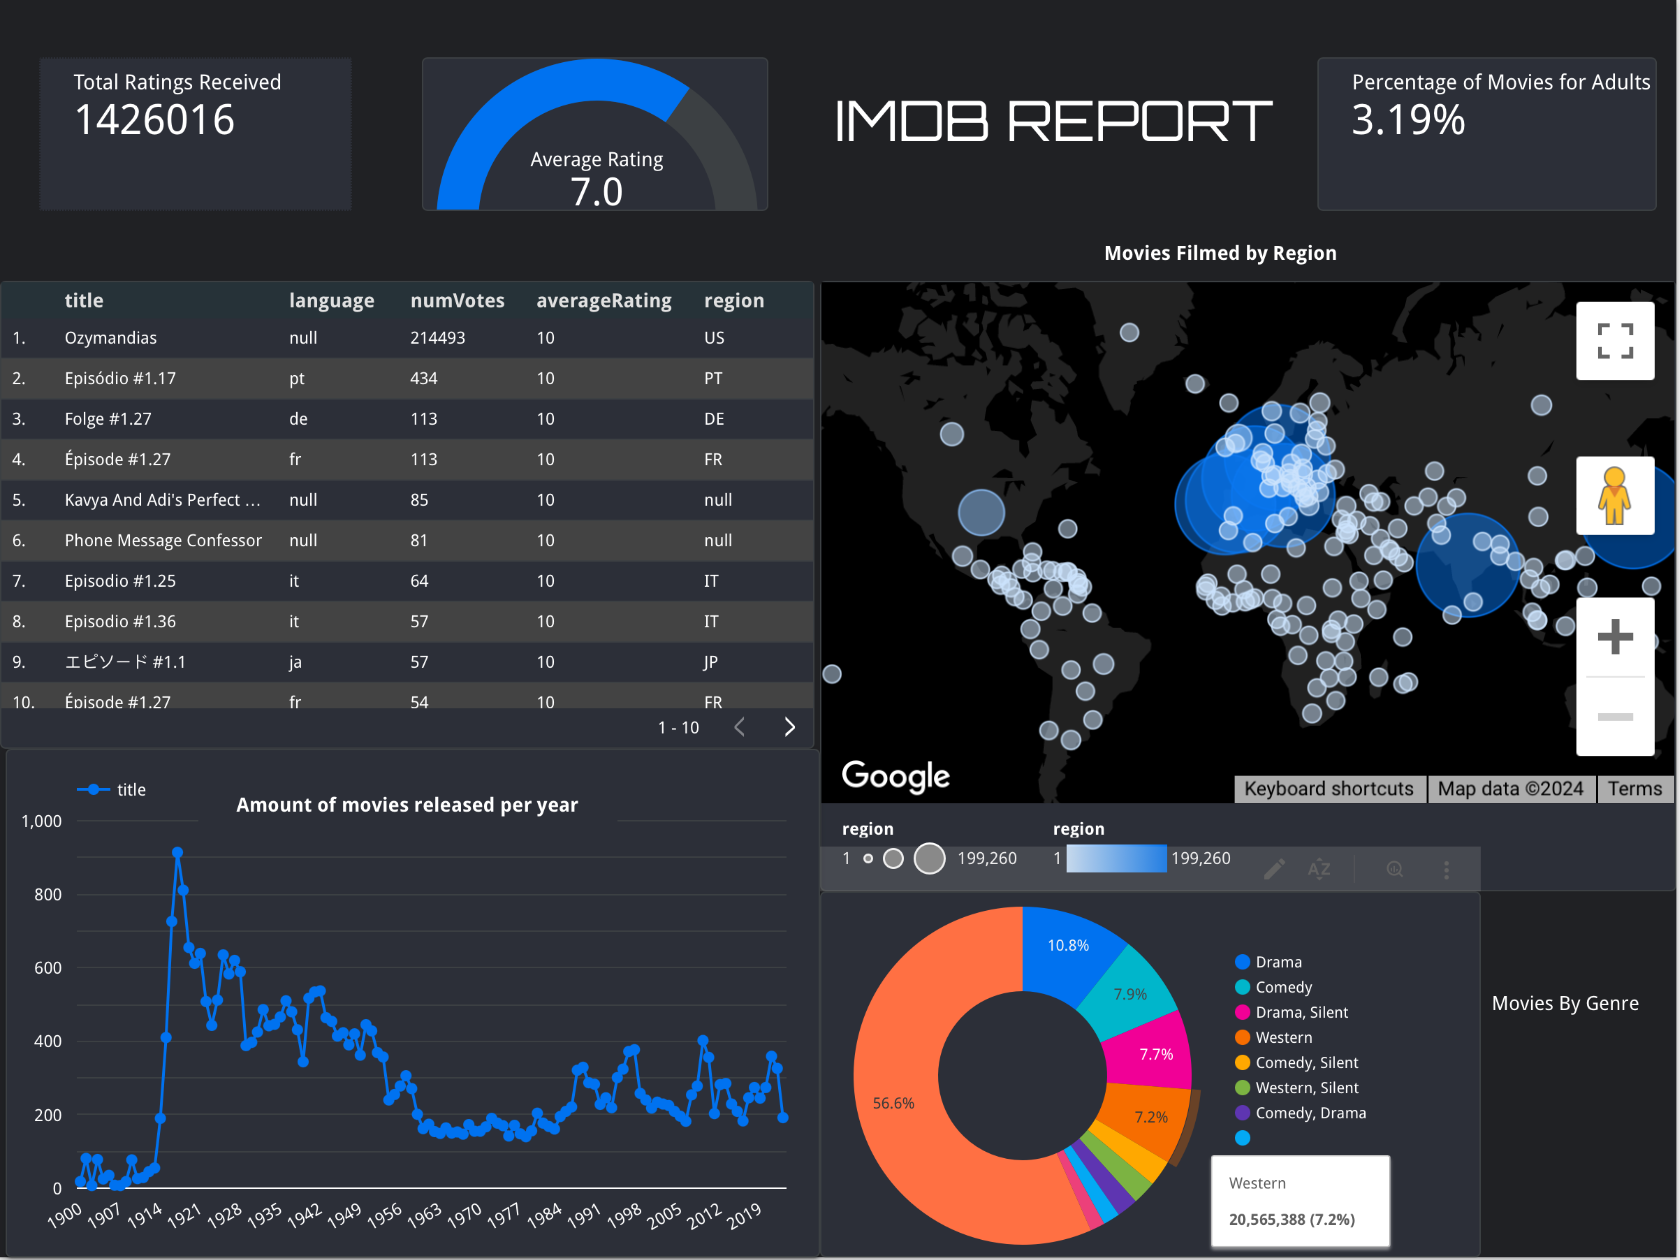 Total Ratings Received
1426016
Average Rating
7.0
IMDB REPORT
Percentage of Movies for Adults
3.19%
Movies Filmed by Region
title language numVotes averageRating region
1. Ozymandias null 214493 10 US
2. Episódio #1.17 pt 434 10 PT
3. Folge #1.27 de 113 10 DE
4. Épisode #1.27 fr 113 10 FR
5. Kavya And Adi's Perfect ... null 85 10 null
6. Phone Message Confessor null 81 10 null
7. Episodio #1.25 it 64 10 IT
8. Episodio #1.36 it 57 10 IT
9. エピソード #1.1 ja 57 10 JP
10. Épisode #1.27 fr 54 10 FR
1 - 10
Google
Keyboard shortcuts Map data ©2024 Terms
region
1 199,260
region
1 199,260
AZ
title
Amount of movies released per year
1,000
800
600
400
200
0
1900 1907 1914 1921 1928 1935 1942 1949 1956 1963 1970 1977 1984 1991 1998 2005 2012 2019
10.8%
7.9%
7.7%
7.2%
56.6%
Drama
Comedy
Drama, Silent
Western
Comedy, Silent
Western, Silent
Comedy, Drama
Western
20,565,388 (7.2%)
Movies By Genre